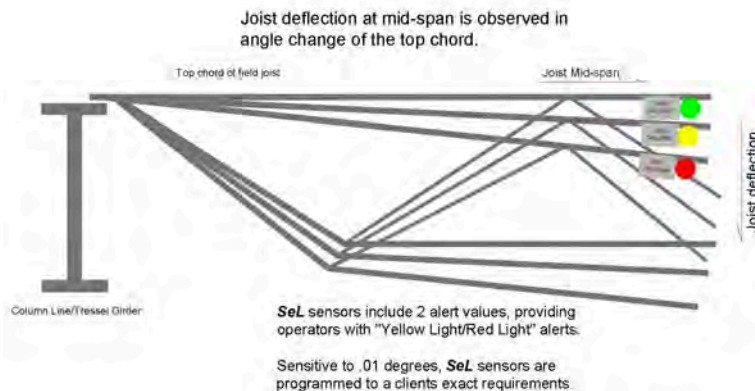 Joist deflection at mid-span is observed in
angle change of the top chord.
Top chord of field joist
Joist Mid-span
Joist deflection
Column Line/Tressel Girder
SeL sensors include 2 alert values, providing
operators with "Yellow Light/Red Light" alerts.
Sensitive to .01 degrees, SeL sensors are
programmed to a clients exact requirements